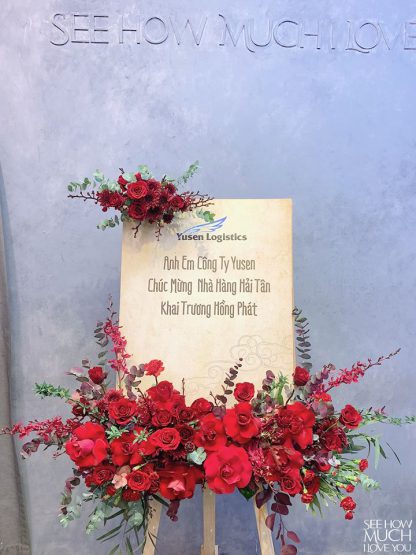 SEE HOW MUCH I LOVE
Yusen Logistics
Anh Em Công Ty Yusen
Chúc Mừng Nhà Hàng Hải Tân
Khai Trương Hồng Phát
SEE HOW
MUCH
I LOVE YOU